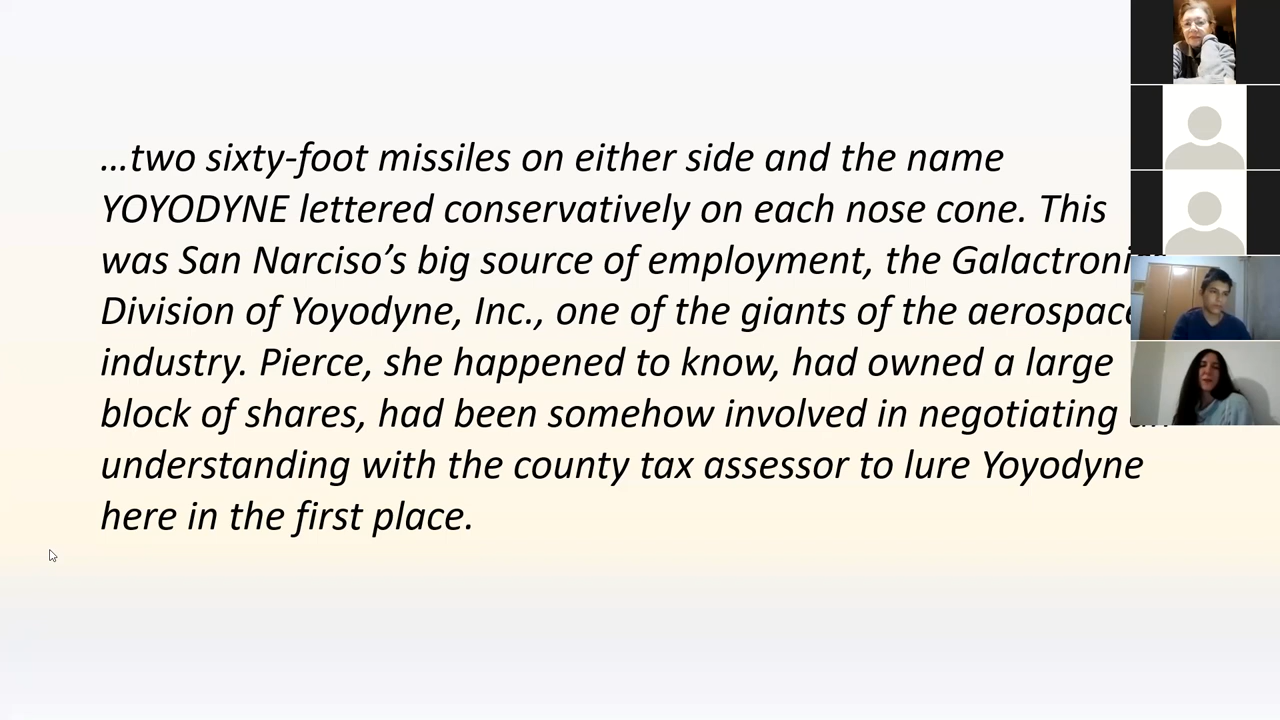 …two sixty-foot missiles on either side and the name
YOYODYNE lettered conservatively on each nose cone. This
was San Narciso’s big source of employment, the
Division of Yoyodyne, Inc., one of the giants of the aerospace
industry. Pierce, she happened to know, had owned a large
block of shares, had been somehow involved in negotiating
understanding with the county tax assessor to lure Yoyodyne
here in the first place.